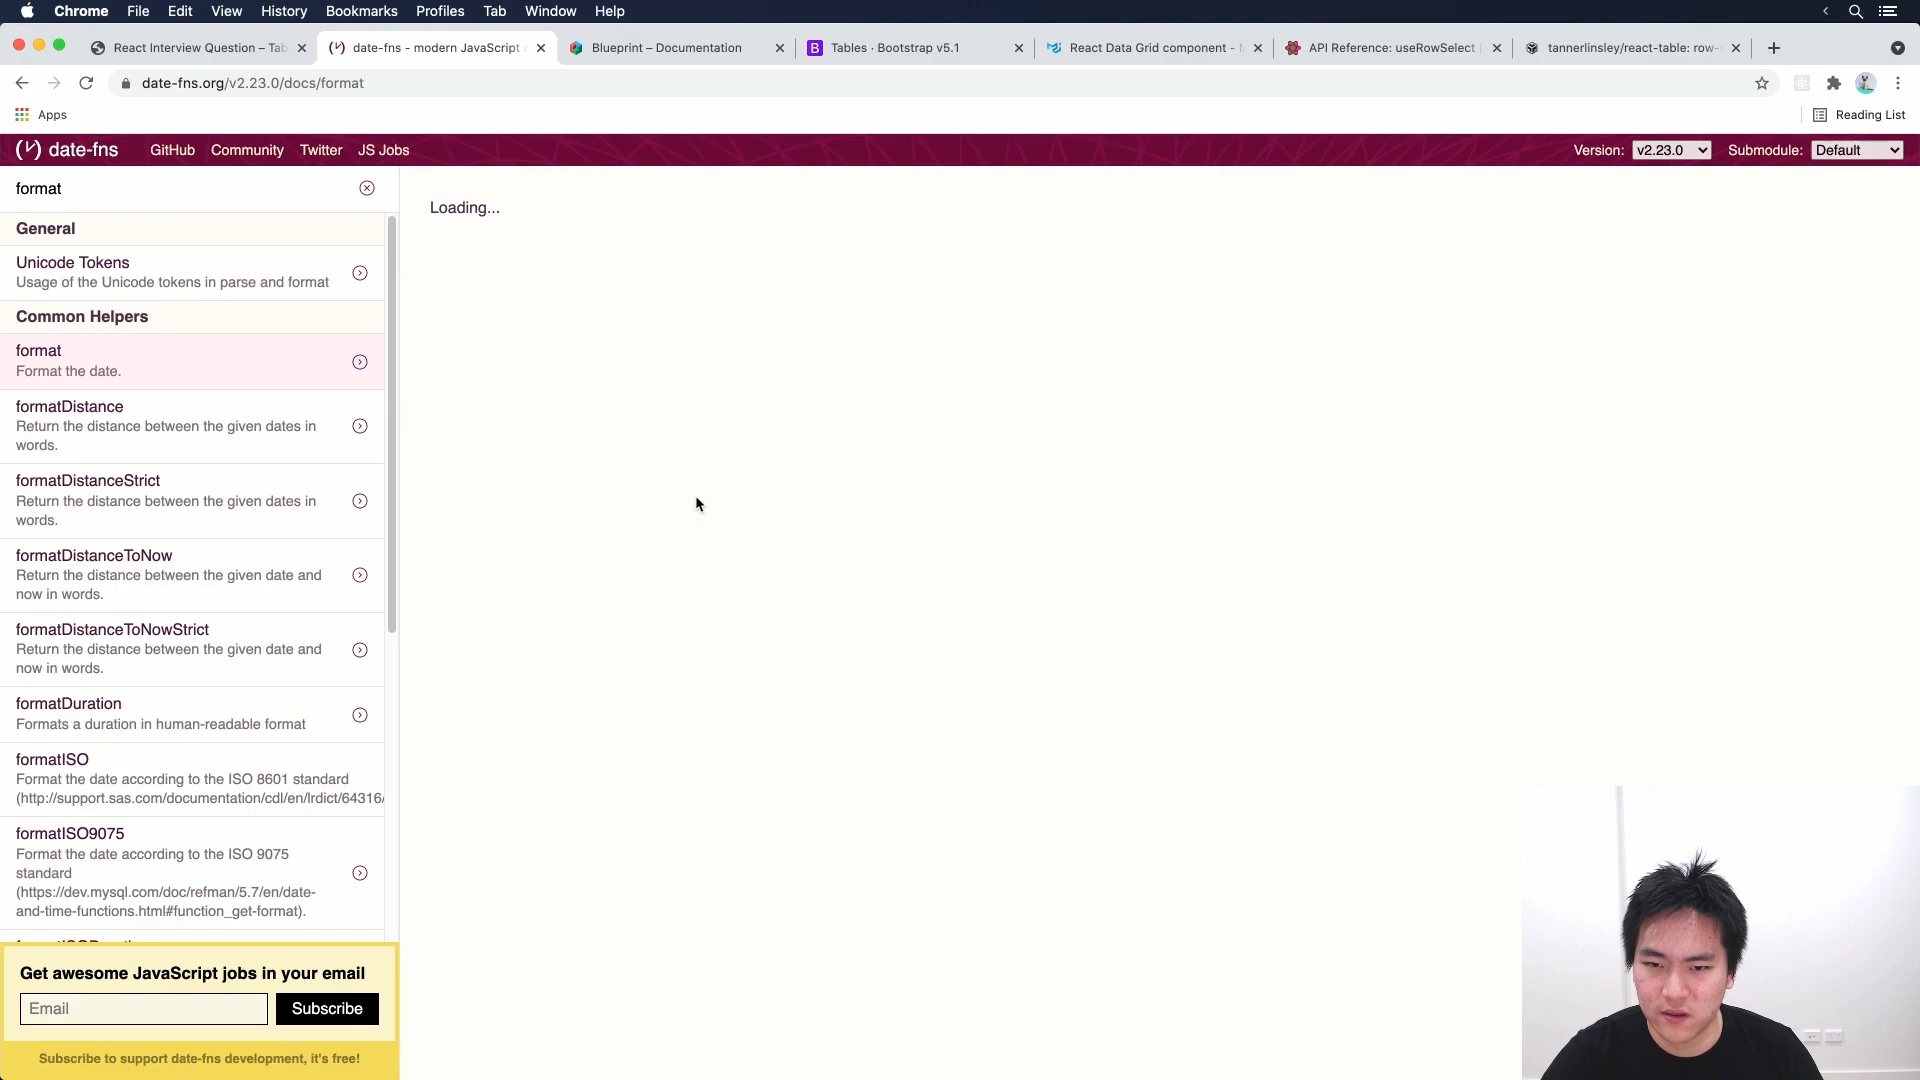 Chrome File Edit View History Bookmarks Profiles Tab Window Help
React Interview Question – Tab
date-fns - modern JavaScript
Blueprint – Documentation
Tables · Bootstrap v5.1
React Data Grid component -
API Reference: useRowSelect
tannerlinsley/react-table: row-
date-fns.org/v2.23.0/docs/format
Apps
Reading List
date-fns GitHub Community Twitter JS Jobs
Version: v2.23.0 Submodule: Default
format
General
Unicode Tokens
Usage of the Unicode tokens in parse and format
Common Helpers
format
Format the date.
formatDistance
Return the distance between the given dates in
words.
formatDistanceStrict
Return the distance between the given dates in
words.
formatDistanceToNow
Return the distance between the given date and
now in words.
formatDistanceToNowStrict
Return the distance between the given date and
now in words.
formatDuration
Formats a duration in human-readable format
formatISO
Format the date according to the ISO 8601 standard
(http://support.sas.com/documentation/cdl/en/lrdict/64316/
formatISO9075
Format the date according to the ISO 9075
standard
(https://dev.mysql.com/doc/refman/5.7/en/date-
and-time-functions.html#function_get-format).
Get awesome JavaScript jobs in your email
Email
Subscribe
Subscribe to support date-fns development, it's free!
Loading...